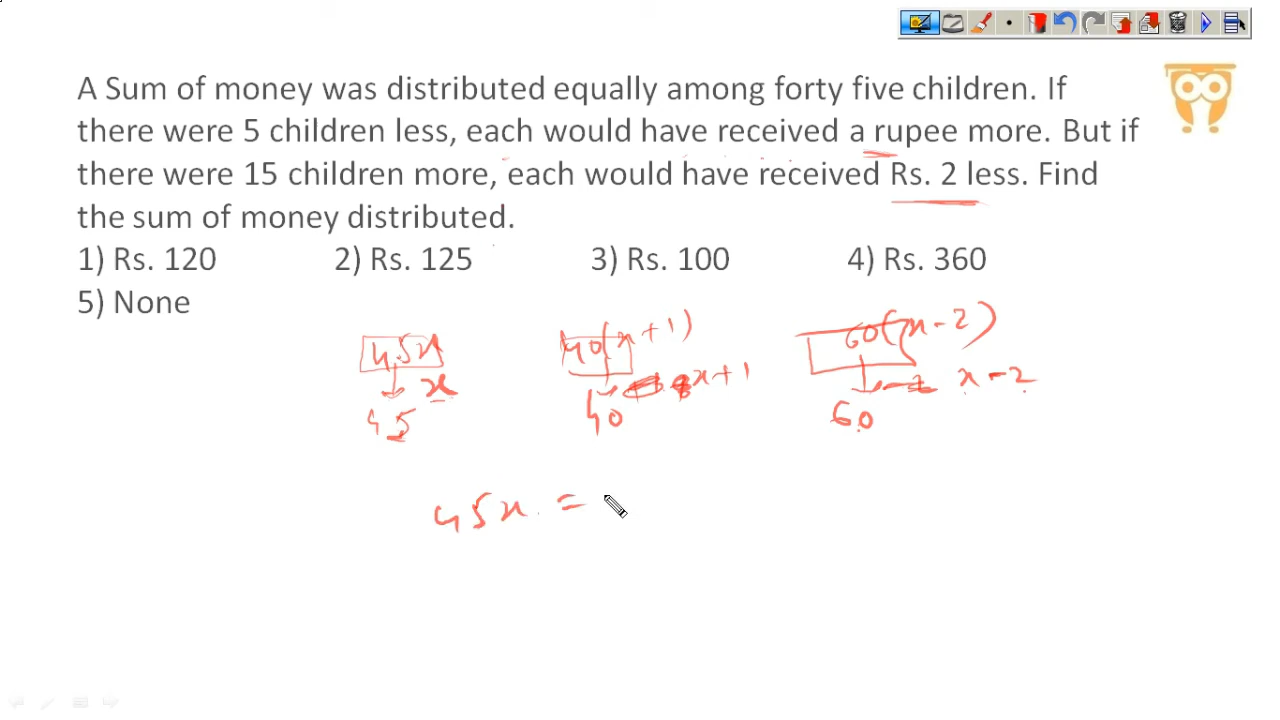 A Sum of money was distributed equally among forty five children. If
there were 5 children less, each would have received a rupee more. But if
there were 15 children more, each would have received Rs. 2 less. Find
the sum of money distributed.
1) Rs. 120 2) Rs. 125 3) Rs. 100 4) Rs. 360
5) None
45x 40(x+1) 60(x-2)
x x+1 x-2
45 40 60
45x =